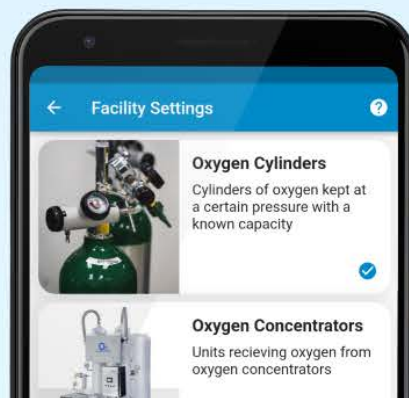 Facility Settings
?
Oxygen Cylinders
Cylinders of oxygen kept at
a certain pressure with a
known capacity
Oxygen Concentrators
Units recieving oxygen from
oxygen concentrators